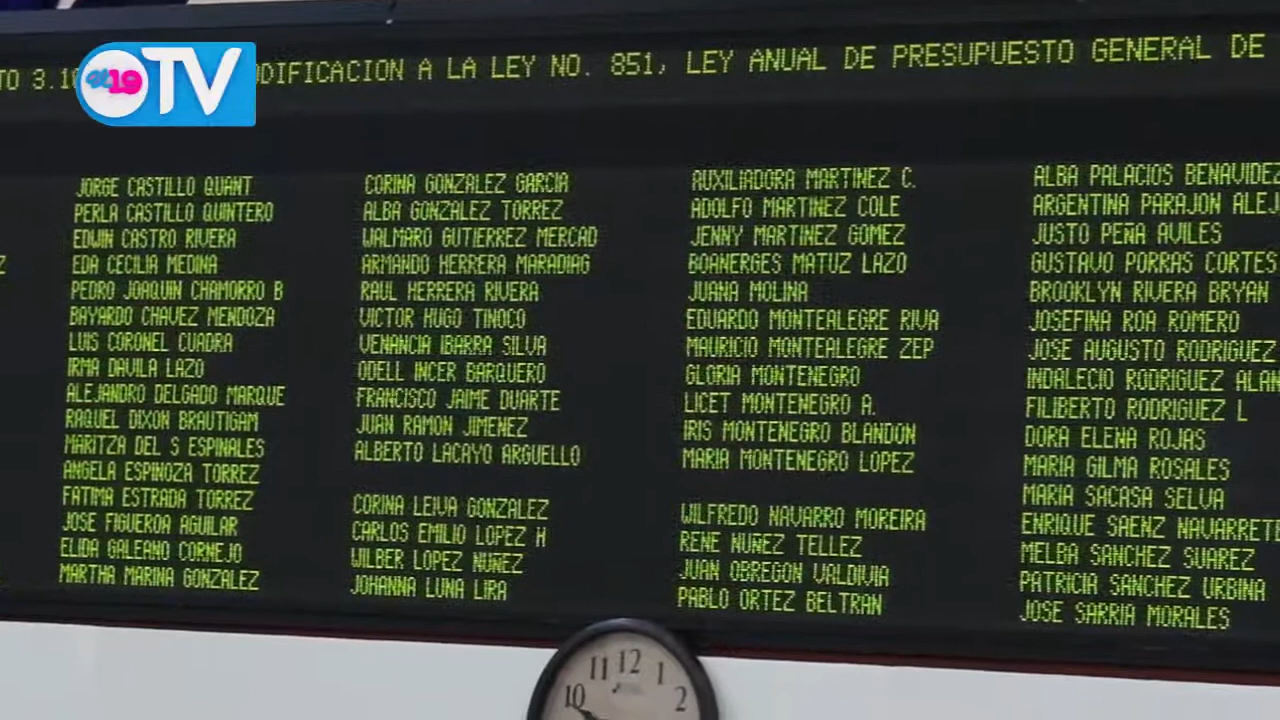 el 19 TV
3.10
DIFICACION A LA LEY NO. 851, LEY ANUAL DE PRESUPUESTO GENERAL DE
JORGE CASTILLO QUANT
PERLA CASTILLO QUINTERO
EDWIN CASTRO RIVERA
EDA CECILIA MEDINA
PEDRO JOAQUIN CHAMORRO B
BAYARDO CHAVEZ MENDOZA
LUIS CORONEL CUADRA
IRMA DAVILA LAZO
ALEJANDRO DELGADO MARQUE
RAQUEL DIXON BRAUTIGAM
MARITZA DEL S ESPINALES
ANGELA ESPINOZA TORREZ
FATIMA ESTRADA TORREZ
JOSE FIGUEROA AGUILAR
ELIDA GALEANO CORNEJO
MARTHA MARINA GONZALEZ
CORINA GONZALEZ GARCIA
ALBA GONZALEZ TORREZ
WALMARO GUTIERREZ MERCAD
ARMANDO HERRERA MARADIAG
RAUL HERRERA RIVERA
VICTOR HUGO TINOCO
VENANCIA IBARRA SILVA
ODELL INCER BARQUERO
FRANCISCO JAIME DUARTE
JUAN RAMON JIMENEZ
ALBERTO LACAYO ARGUELLO
CORINA LEIVA GONZALEZ
CARLOS EMILIO LOPEZ H
WILBER LOPEZ NUÑEZ
JOHANNA LUNA LIRA
AUXILIADORA MARTINEZ C.
ADOLFO MARTINEZ COLE
JENNY MARTINEZ GOMEZ
BOANERGES MATUZ LAZO
JUANA MOLINA
EDUARDO MONTEALEGRE RIVA
MAURICIO MONTEALEGRE ZEP
GLORIA MONTENEGRO
LICET MONTENEGRO A.
IRIS MONTENEGRO BLANDON
MARIA MONTENEGRO LOPEZ
WILFREDO NAVARRO MOREIRA
RENE NUÑEZ TELLEZ
JUAN OBREGON VALDIVIA
PABLO ORTEZ BELTRAN
ALBA PALACIOS BENAVIDEZ
ARGENTINA PARAJON ALEJ
JUSTO PEÑA AVILES
GUSTAVO PORRAS CORTES
BROOKLYN RIVERA BRYAN
JOSEFINA ROA ROMERO
JOSE AUGUSTO RODRIGUEZ
INDALECIO RODRIGUEZ ALAN
FILIBERTO RODRIGUEZ L
DORA ELENA ROJAS
MARIA GILMA ROSALES
MARIA SACASA SELVA
ENRIQUE SAENZ NAVARRETE
MELBA SANCHEZ SUAREZ
PATRICIA SANCHEZ URBINA
JOSE SARRIA MORALES
10 11 12 1 2